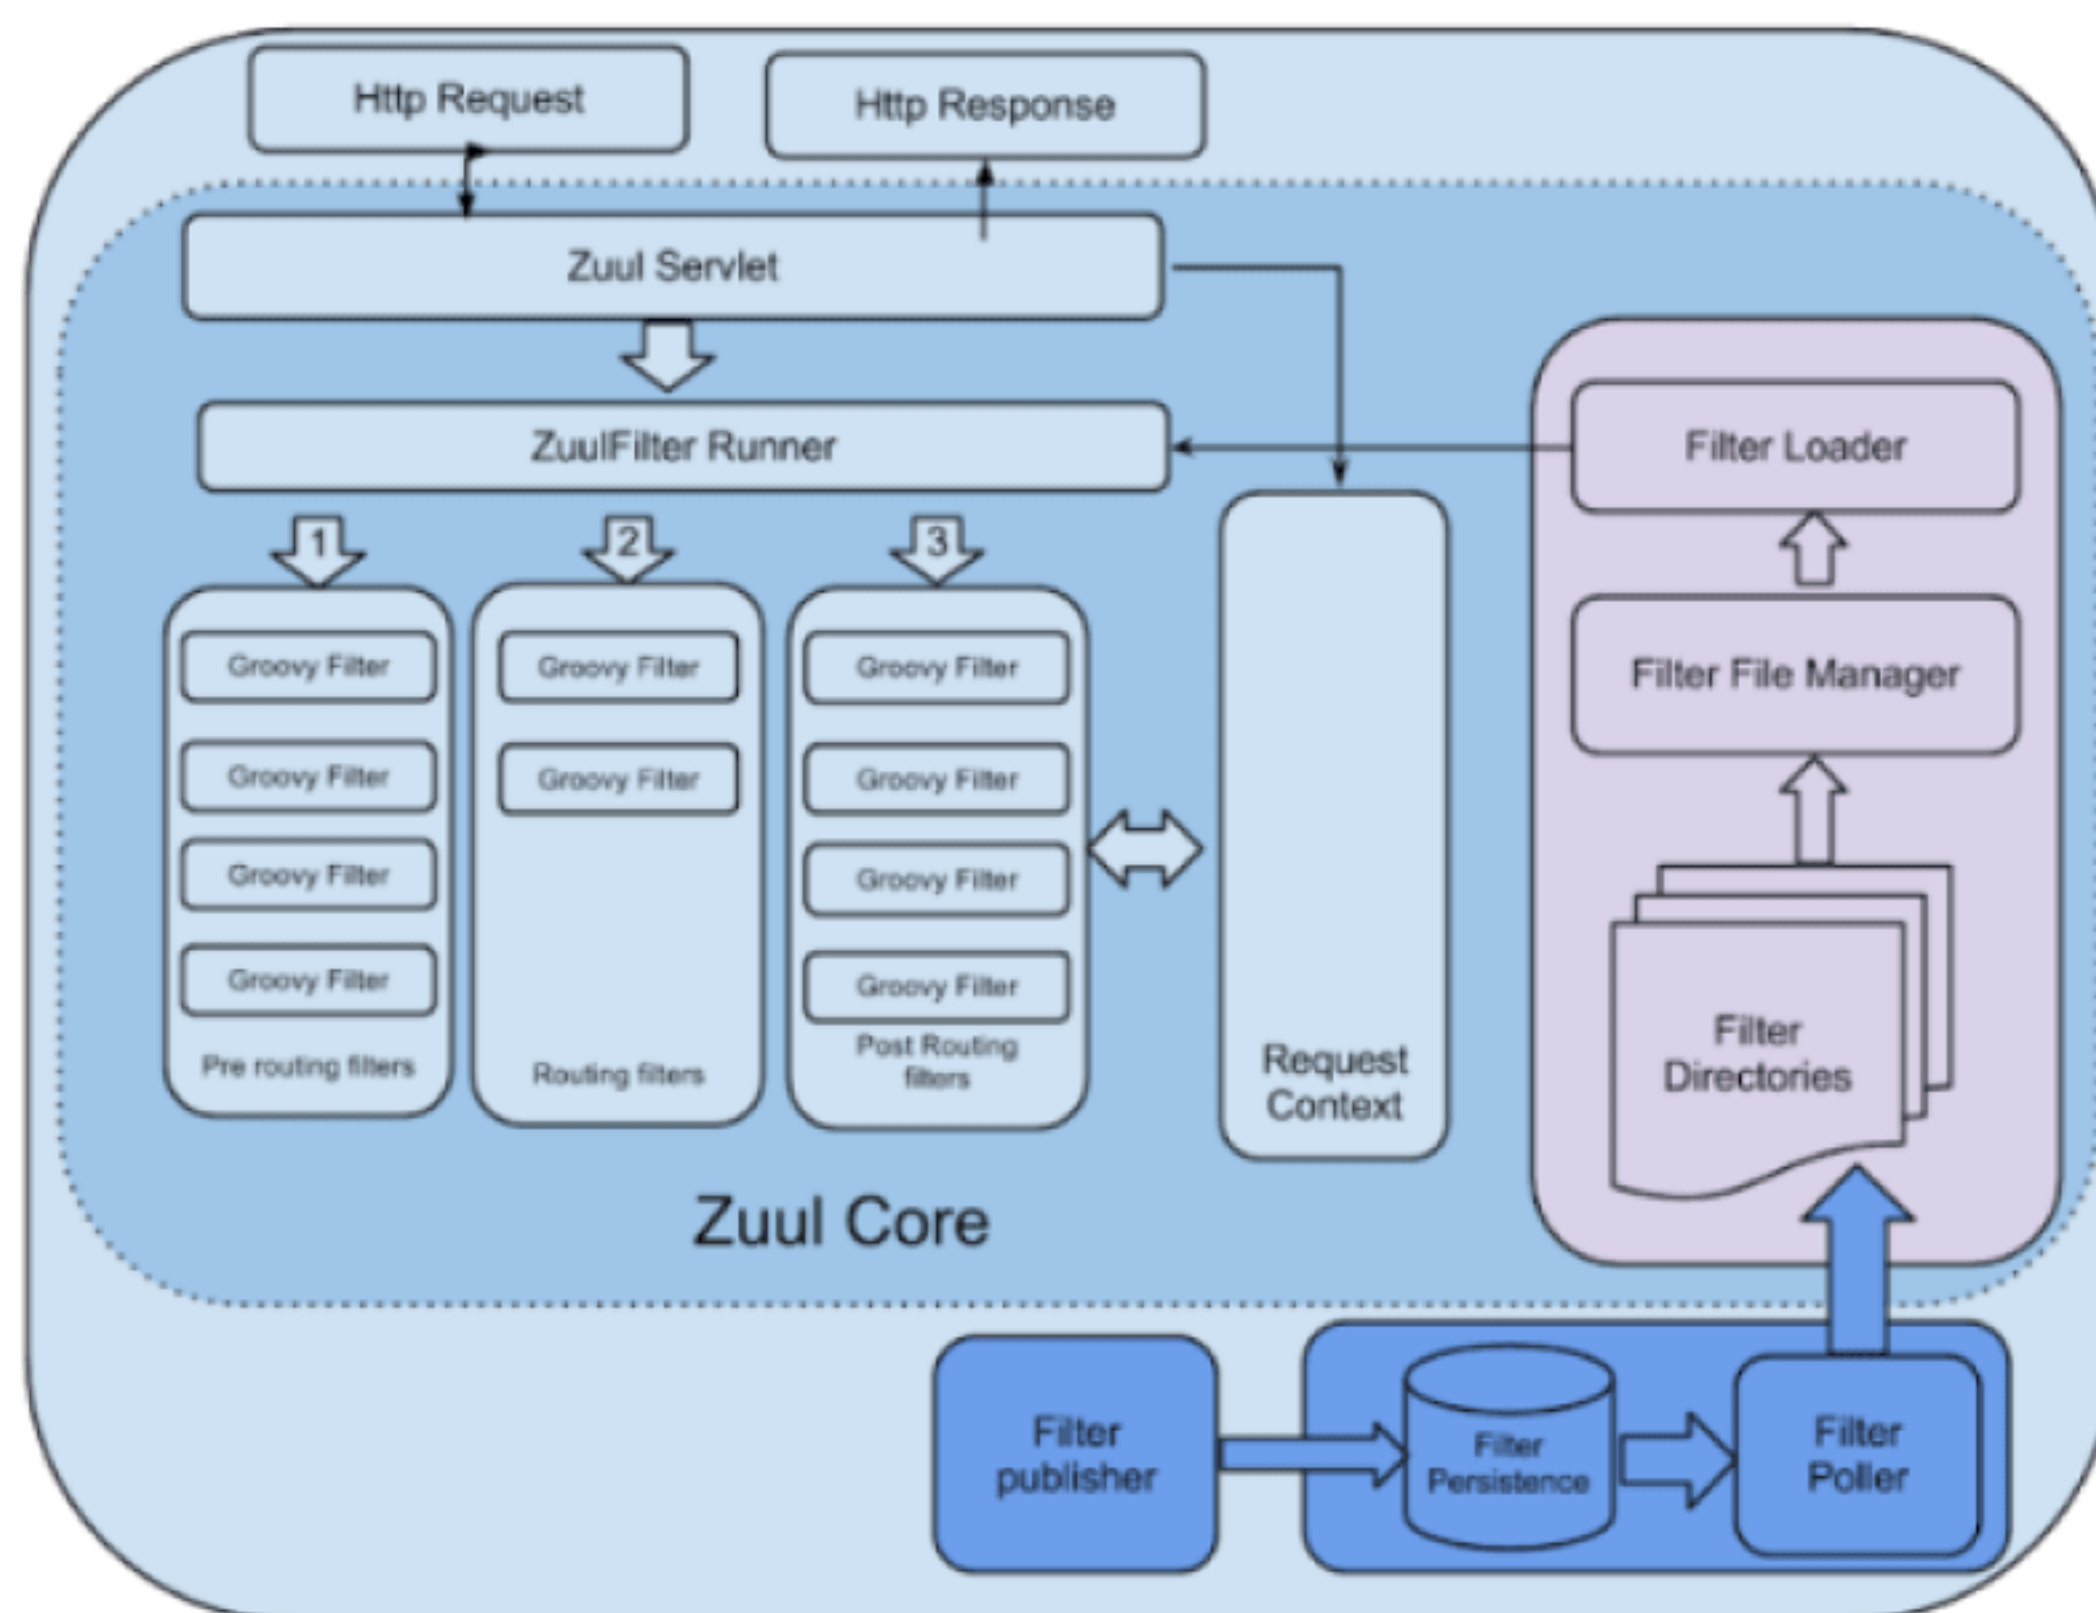 Http Request
Http Response
Zuul Servlet
ZuulFilter Runner
Filter Loader
1
2
3
Groovy Filter
Groovy Filter
Groovy Filter
Groovy Filter
Pre routing filters
Groovy Filter
Groovy Filter
Routing filters
Groovy Filter
Groovy Filter
Groovy Filter
Groovy Filter
Post Routing
filters
Request
Context
Filter File Manager
Filter
Directories
Zuul Core
Filter
publisher
Filter
Persistence
Filter
Poller